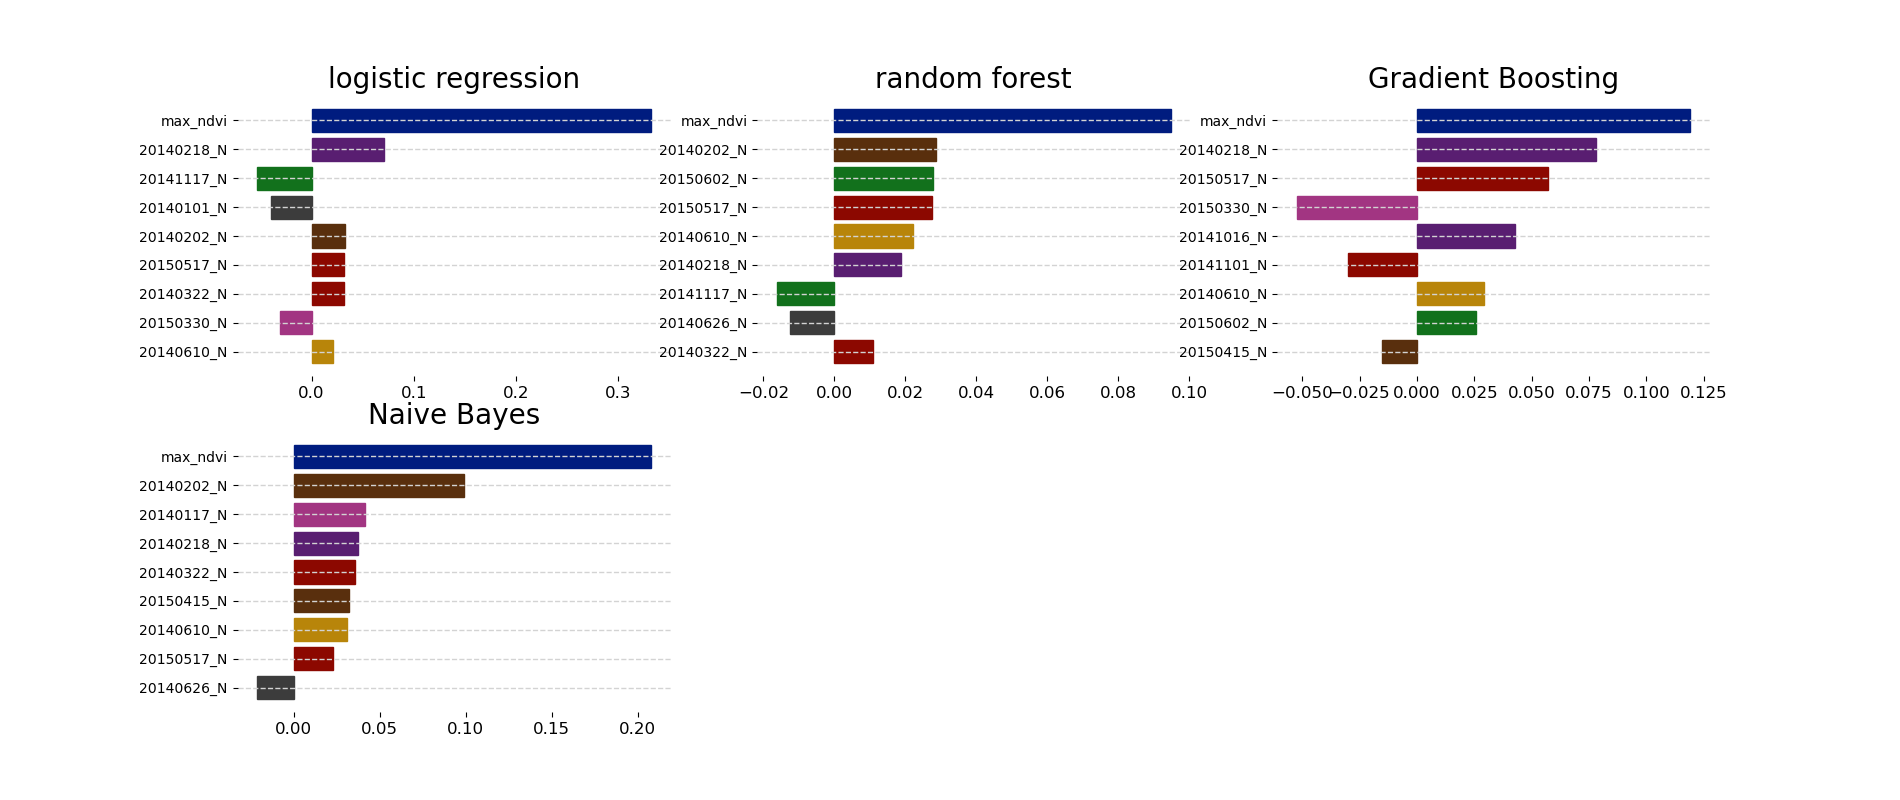 logistic regression
max_ndvi
20140218_N
20141117_N
20140101_N
20140202_N
20150517_N
20140322_N
20150330_N
20140610_N
0.0 0.1 0.2 0.3
random forest
max_ndvi
20140202_N
20150602_N
20150517_N
20140610_N
20140218_N
20141117_N
20140626_N
20140322_N
−0.02 0.00 0.02 0.04 0.06 0.08 0.10
Gradient Boosting
max_ndvi
20140218_N
20150517_N
20150330_N
20141016_N
20141101_N
20140610_N
20150602_N
20150415_N
−0.050 −0.025 0.000 0.025 0.050 0.075 0.100 0.125
Naive Bayes
max_ndvi
20140202_N
20140117_N
20140218_N
20140322_N
20150415_N
20140610_N
20150517_N
20140626_N
0.00 0.05 0.10 0.15 0.20